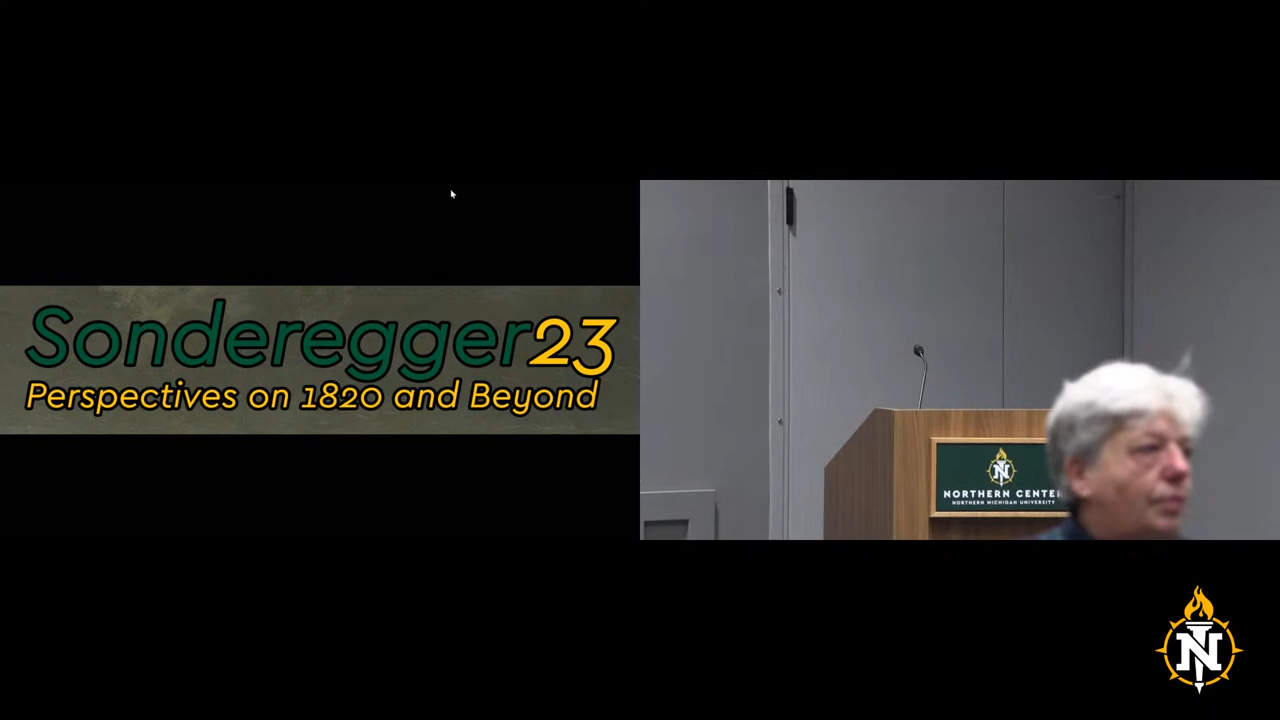 Sonderegger23
Perspectives on 1820 and Beyond
N
NORTHERN CENTER
NORTHERN MICHIGAN UNIVERSITY
N